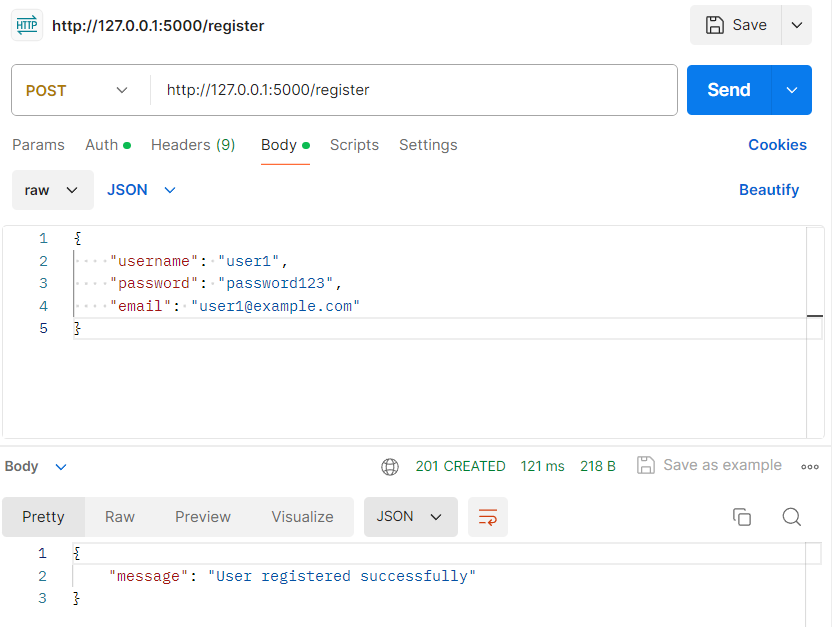 HTTP http://127.0.0.1:5000/register Save
POST http://127.0.0.1:5000/register Send
Params Auth Headers (9) Body Scripts Settings Cookies
raw JSON Beautify
1 {
2 "username": "user1",
3 "password": "password123",
4 "email": "user1@example.com"
5 }
Body 201 CREATED 121 ms 218 B Save as example
Pretty Raw Preview Visualize JSON
1 {
2 "message": "User registered successfully"
3 }